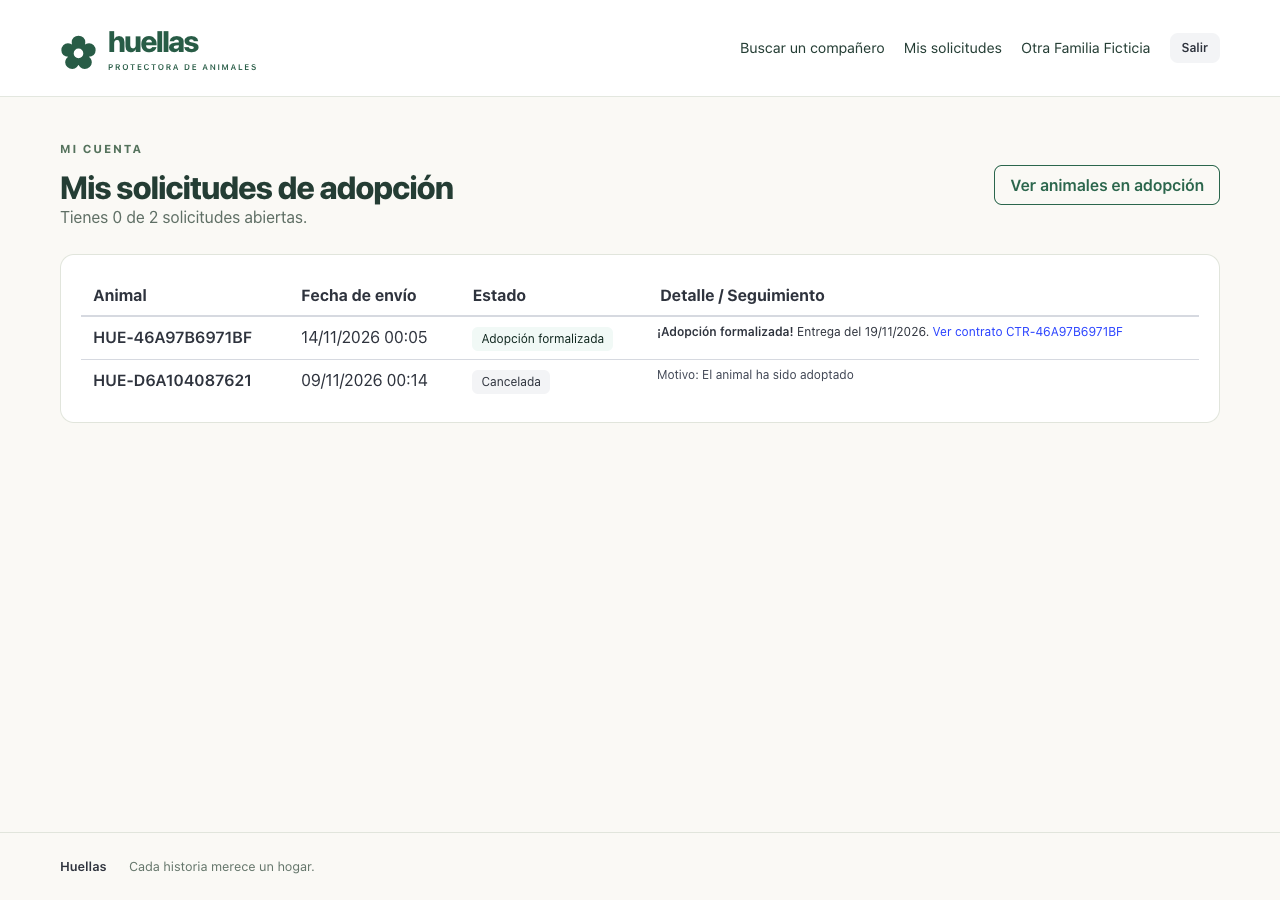 huellas
PROTECTORA DE ANIMALES
Buscar un compañero Mis solicitudes Otra Familia Ficticia Salir
MI CUENTA
Mis solicitudes de adopción
Tienes 0 de 2 solicitudes abiertas.
Ver animales en adopción
Animal Fecha de envío Estado Detalle / Seguimiento
HUE-46A97B6971BF 14/11/2026 00:05 Adopción formalizada ¡Adopción formalizada! Entrega del 19/11/2026. Ver contrato CTR-46A97B6971BF
HUE-D6A104087621 09/11/2026 00:14 Cancelada Motivo: El animal ha sido adoptado
Huellas Cada historia merece un hogar.